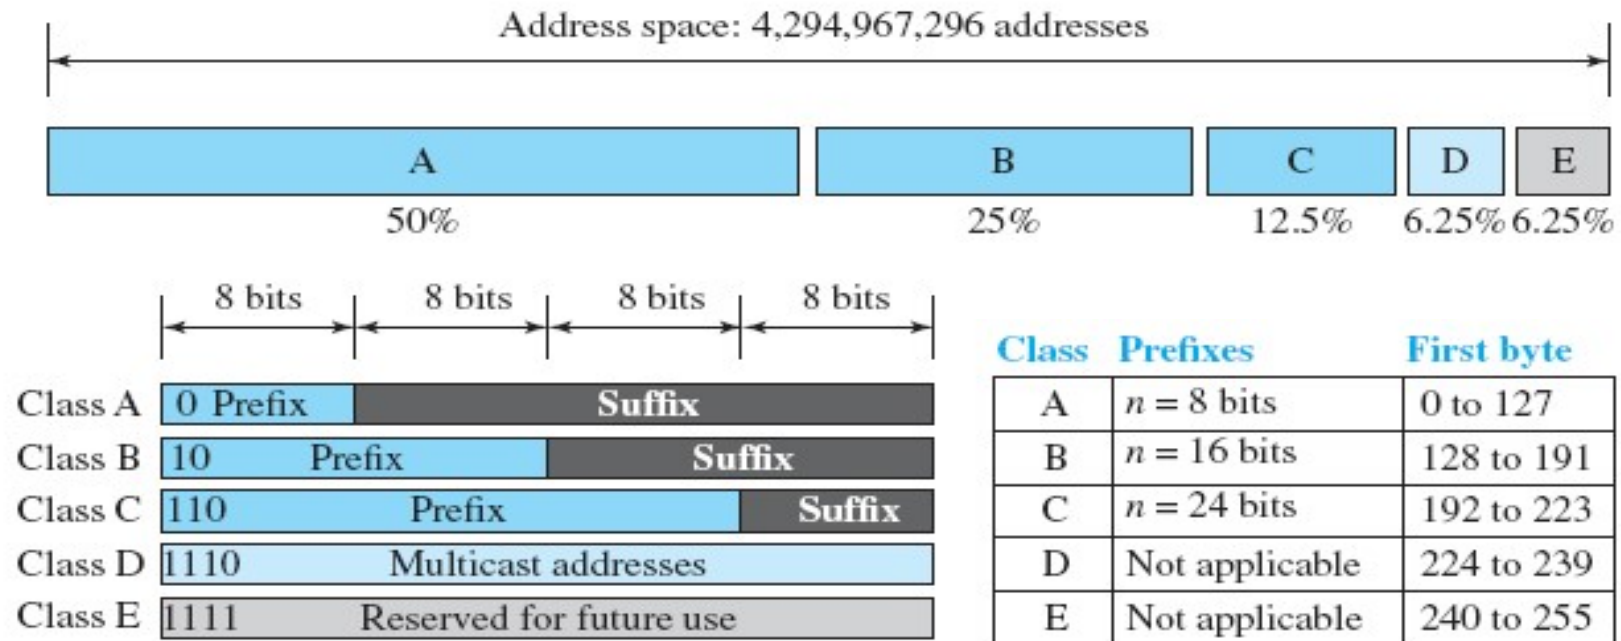 Address space: 4,294,967,296 addresses
A B C D E
50% 25% 12.5% 6.25% 6.25%
8 bits 8 bits 8 bits 8 bits
Class A 0 Prefix Suffix
Class B 10 Prefix Suffix
Class C 110 Prefix Suffix
Class D 1110 Multicast addresses
Class E 1111 Reserved for future use
Class Prefixes First byte
A n = 8 bits 0 to 127
B n = 16 bits 128 to 191
C n = 24 bits 192 to 223
D Not applicable 224 to 239
E Not applicable 240 to 255